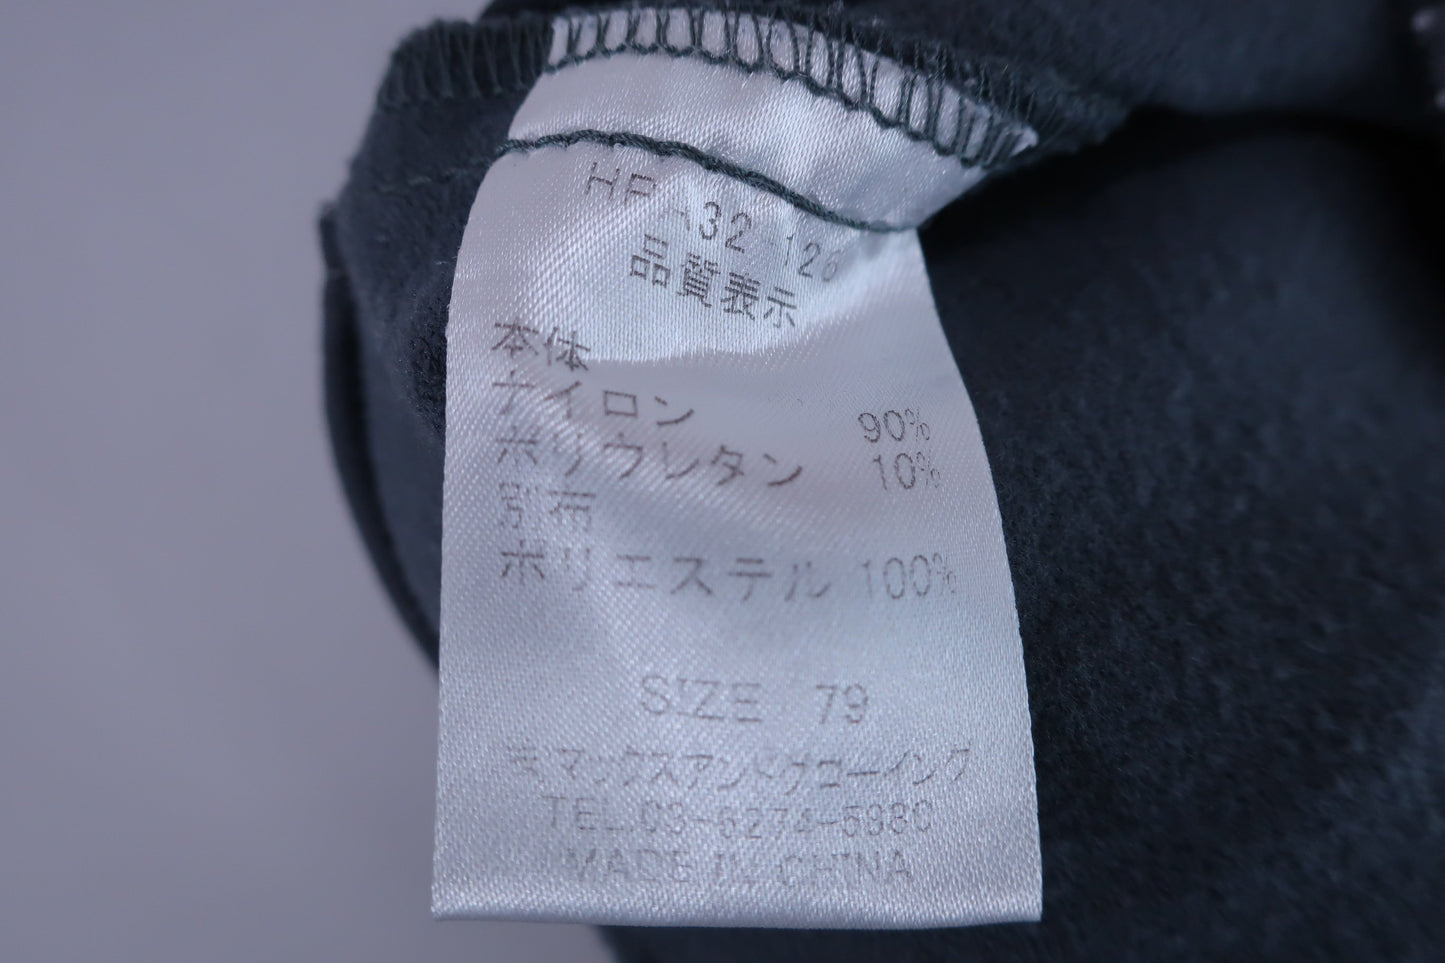 品質表示
本体
ナイロン 90%
ポリウレタン 10%
別布
ポリエステル 100%
SIZE 79
マックスアンドグローイング
MADE IN CHINA